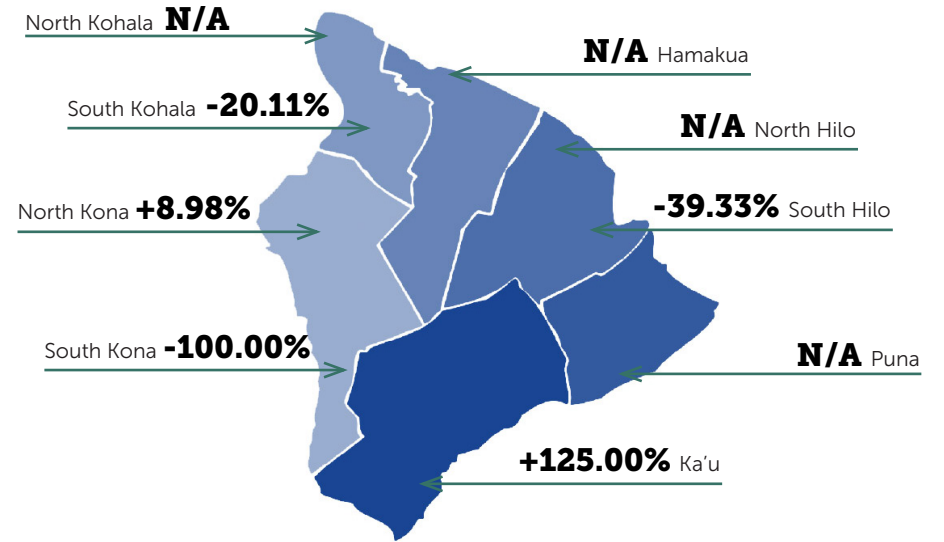 North Kohala N/A
N/A Hamakua
South Kohala -20.11%
N/A North Hilo
North Kona +8.98%
-39.33% South Hilo
South Kona -100.00%
N/A Puna
+125.00% Ka'u